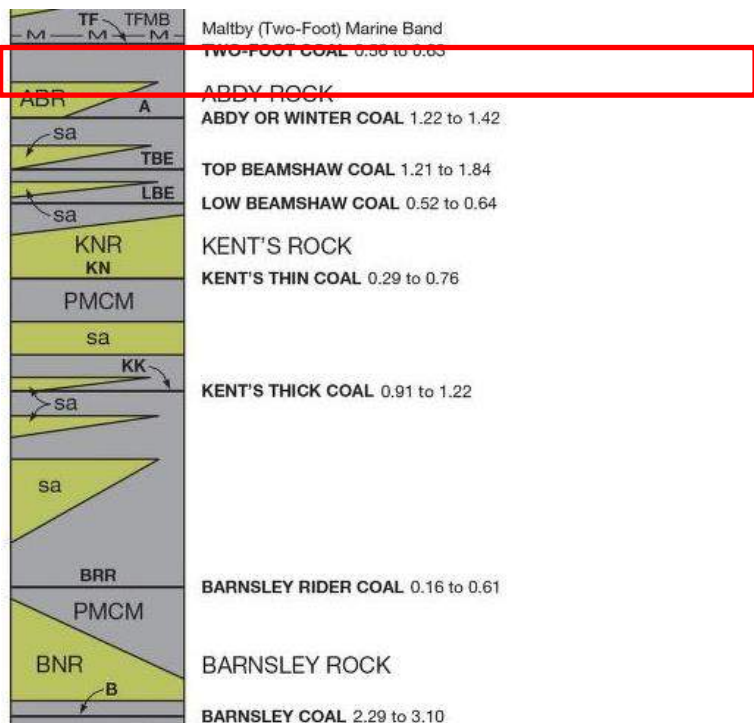 TF TFMB
M M M
Maltby (Two-Foot) Marine Band
TWO-FOOT COAL 0.56 to 0.63
ABR
A
ABDY ROCK
ABDY OR WINTER COAL 1.22 to 1.42
sa
TBE
TOP BEAMSHAW COAL 1.21 to 1.84
LBE
LOW BEAMSHAW COAL 0.52 to 0.64
sa
KNR
KENT'S ROCK
KN
KENT'S THIN COAL 0.29 to 0.76
PMCM
sa
KK
KENT'S THICK COAL 0.91 to 1.22
sa
sa
BRR
BARNSLEY RIDER COAL 0.16 to 0.61
PMCM
BNR
BARNSLEY ROCK
B
BARNSLEY COAL 2.29 to 3.10